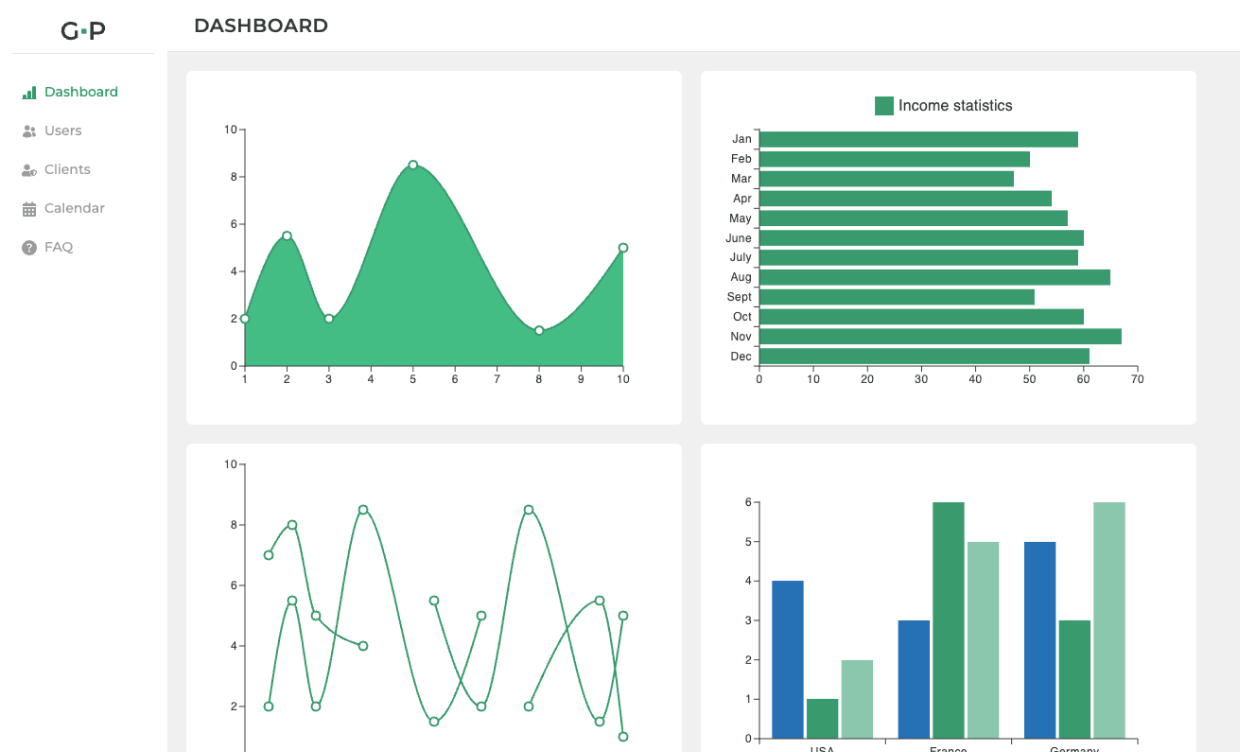 G·P
DASHBOARD
Dashboard
Users
Clients
Calendar
FAQ
10
8
6
4
2
0
1 2 3 4 5 6 7 8 9 10
Income statistics
Jan
Feb
Mar
Apr
May
June
July
Aug
Sept
Oct
Nov
Dec
0 10 20 30 40 50 60 70
10
8
6
4
2
6
5
4
3
2
1
0
USA France Germany